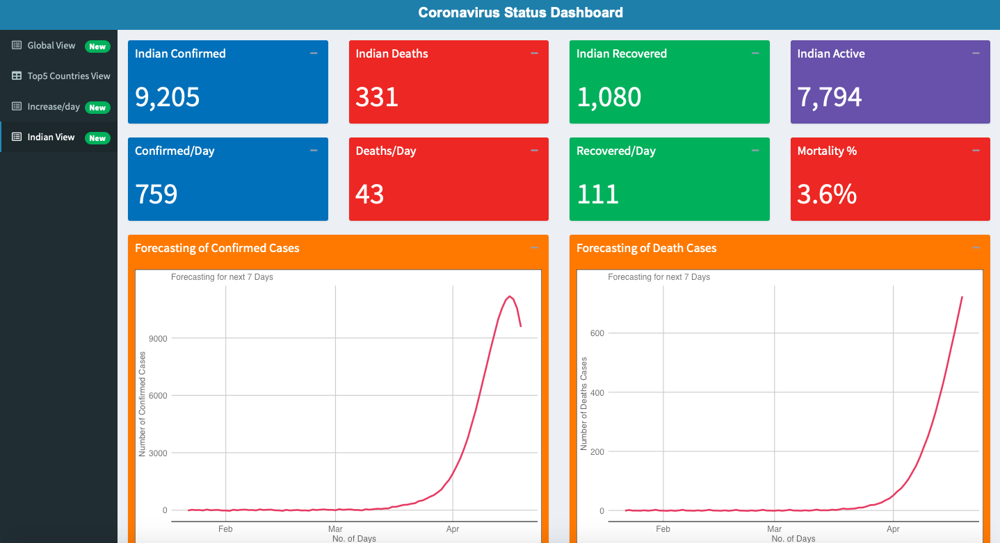 Coronavirus Status Dashboard
Global View New
Top5 Countries View
Increase/day New
Indian View New
Indian Confirmed
9,205
Indian Deaths
331
Indian Recovered
1,080
Indian Active
7,794
Confirmed/Day
759
Deaths/Day
43
Recovered/Day
111
Mortality %
3.6%
Forecasting of Confirmed Cases
Forecasting for next 7 Days
Number of Confirmed Cases
9000
6000
3000
0
Feb Mar Apr
No. of Days
Forecasting of Death Cases
Forecasting for next 7 Days
Number of Deaths Cases
600
400
200
0
Feb Mar Apr
No. of Days